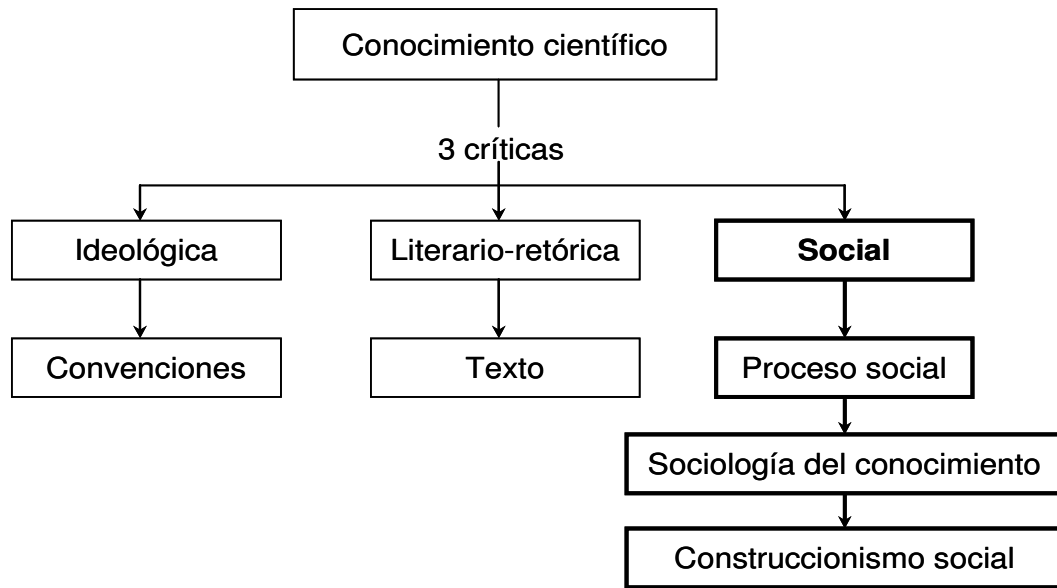 Conocimiento científico
3 críticas
Ideológica
Literario-retórica
Social
Convenciones
Texto
Proceso social
Sociología del conocimiento
Construccionismo social